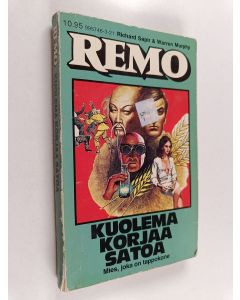 10.95 Richard Sapir & Warren Murphy
REMO
KUOLEMA
KORJAA
SATOA
Mies, joka on tappokone